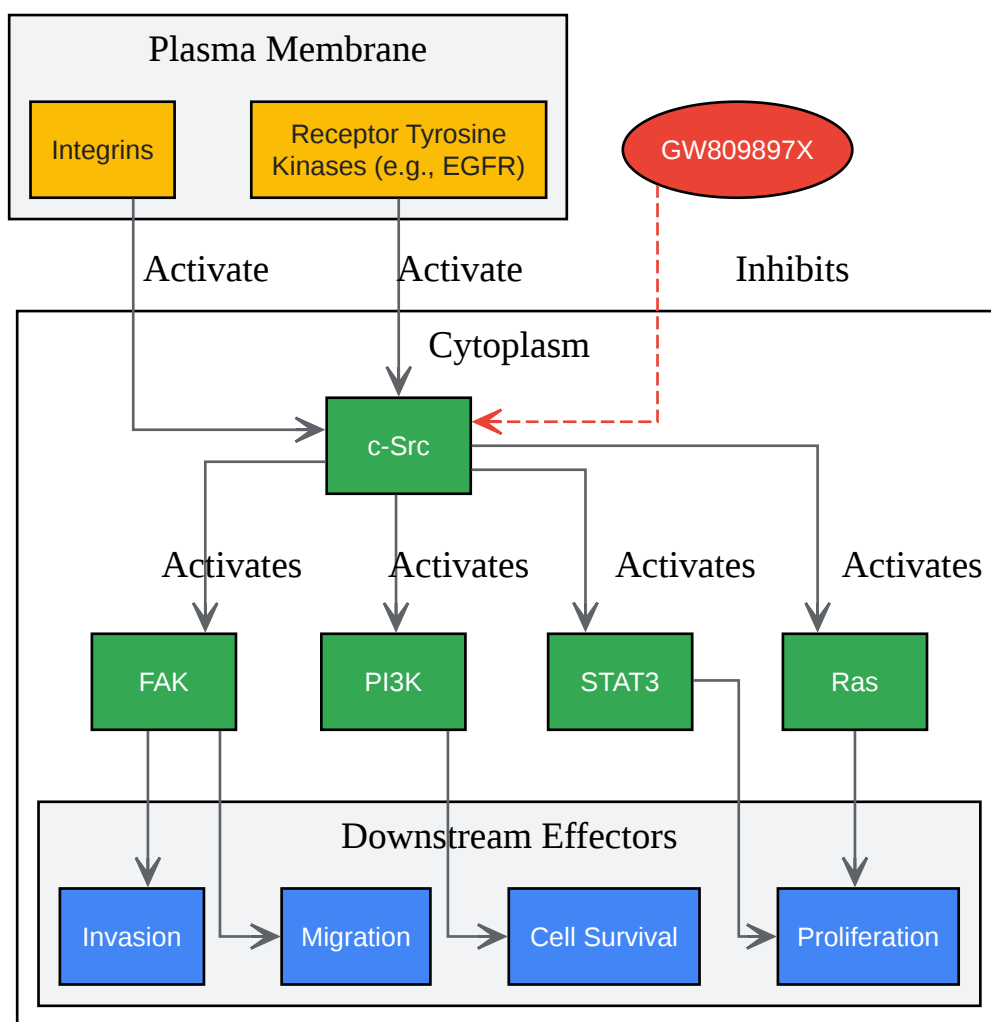 Plasma Membrane
Integrins
Receptor Tyrosine
Kinases (e.g., EGFR)
GW809897X
Activate
Activate
Inhibits
Cytoplasm
c-Src
Activates
Activates
Activates
Activates
FAK
PI3K
STAT3
Ras
Downstream Effectors
Invasion
Migration
Cell Survival
Proliferation